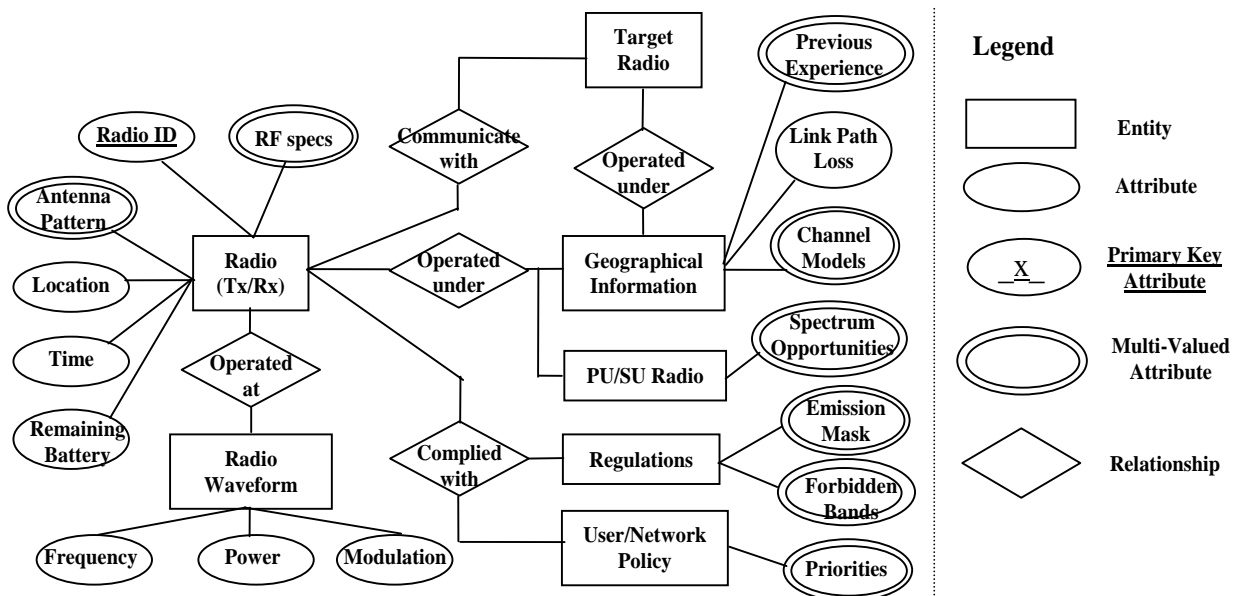 Target
Radio
Previous
Experience
Legend
Radio ID
RF specs
Communicate
with
Operated
under
Link Path
Loss
Entity
Antenna
Pattern
Attribute
Radio
(Tx/Rx)
Operated
under
Geographical
Information
Channel
Models
Location
X
Primary Key
Attribute
Time
Operated
at
PU/SU Radio
Spectrum
Opportunities
Multi-Valued
Attribute
Remaining
Battery
Radio
Waveform
Complied
with
Regulations
Emission
Mask
Forbidden
Bands
Relationship
Frequency
Power
Modulation
User/Network
Policy
Priorities